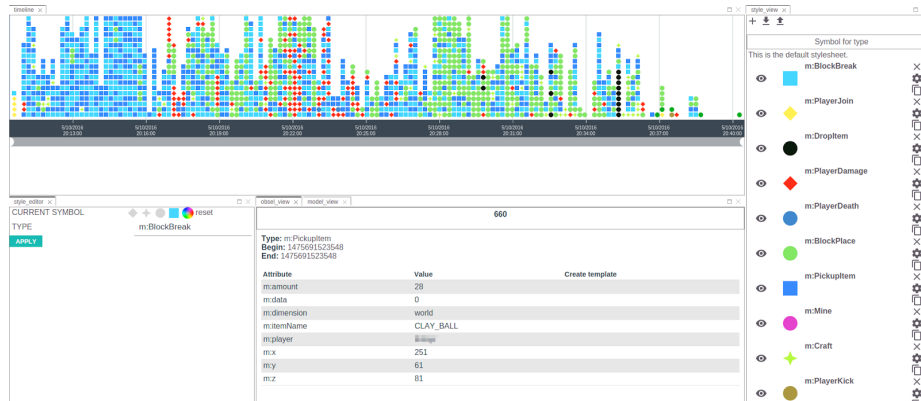 timeline
5/10/2016 5/10/2016 5/10/2016 5/10/2016 5/10/2016 5/10/2016 5/10/2016 5/10/2016 5/10/2016 5/10/2016
20:13:00 20:16:00 20:19:00 20:22:00 20:25:00 20:28:00 20:31:00 20:34:00 20:37:00 20:40:00
style_editor
CURRENT SYMBOL reset
TYPE m:BlockBreak
APPLY
obsel_view model_view
660
Type: m:PickupItem
Begin: 1475691523548
End: 1475691523548
Attribute Value Create template
m:amount 28
m:data 0
m:dimension world
m:itemName CLAY_BALL
m:player
m:x 251
m:y 61
m:z 81
style_view
Symbol for type
This is the default stylesheet.
m:BlockBreak
m:PlayerJoin
m:DropItem
m:PlayerDamage
m:PlayerDeath
m:BlockPlace
m:PickupItem
m:Mine
m:Craft
m:PlayerKick